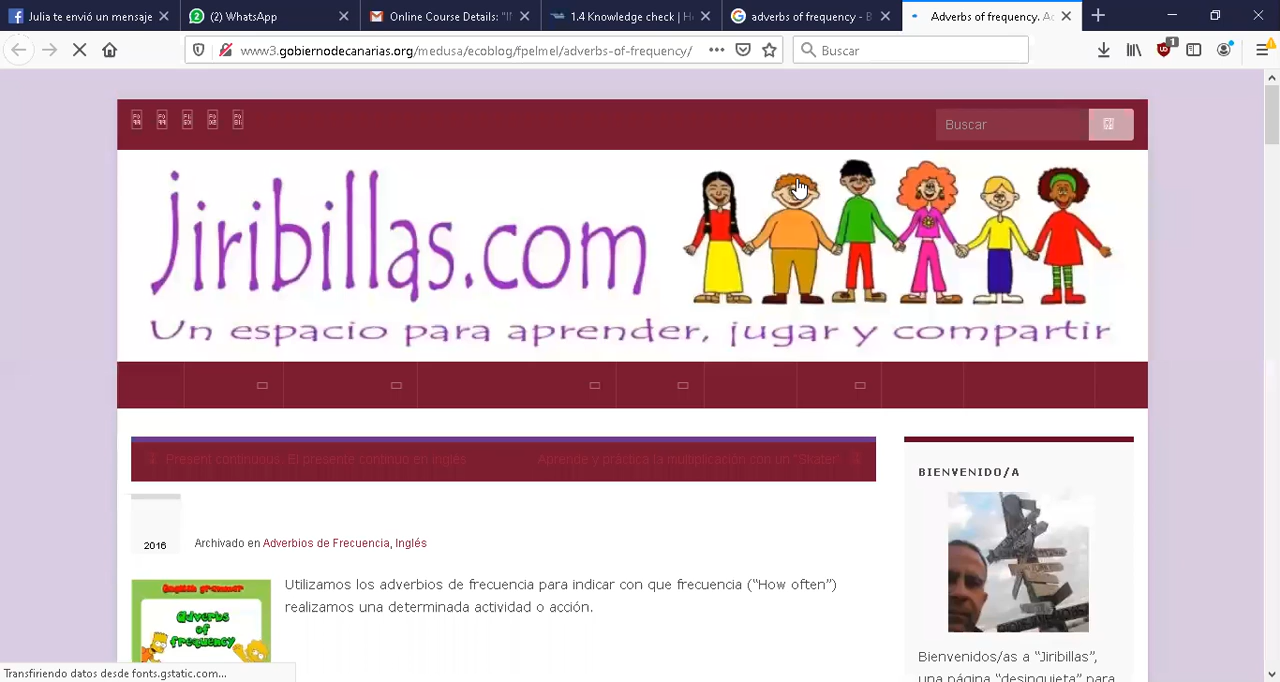 Julia te envió un mensaje
(2) WhatsApp
Online Course Details: "I
1.4 Knowledge check | H
adverbs of frequency - B
Adverbs of frequency. Ac
www3.gobiernodecanarias.org/medusa/ecoblog/fpelmel/adverbs-of-frequency/
Buscar
1
Buscar
Jiribillas.com
Un espacio para aprender, jugar y compartir
Present continuous. El presente continuo en inglés
Aprende y practica la multiplicación con un "Skater"
BIENVENIDO/A
2016
Archivado en Adverbios de Frecuencia, Inglés
Utilizamos los adverbios de frecuencia para indicar con que frecuencia ("How often")
realizamos una determinada actividad o acción.
English grammar
Adverbs
of
frequency
Bienvenidos/as a "Jiribillas",
una página "desinquieta" para
Transfiriendo datos desde fonts.gstatic.com...